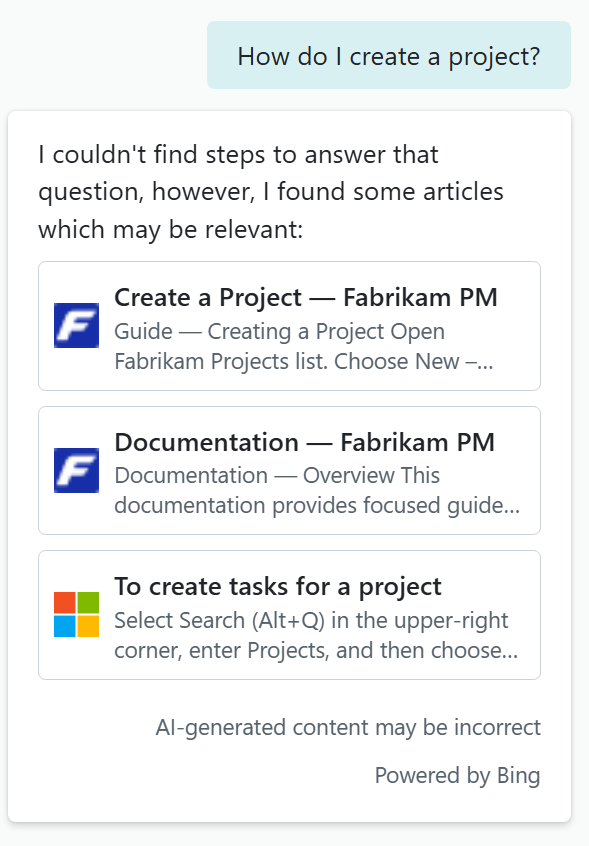 How do I create a project?
I couldn't find steps to answer that
question, however, I found some articles
which may be relevant:
Create a Project — Fabrikam PM
Guide — Creating a Project Open
Fabrikam Projects list. Choose New –...
Documentation — Fabrikam PM
Documentation — Overview This
documentation provides focused guide...
To create tasks for a project
Select Search (Alt+Q) in the upper-right
corner, enter Projects, and then choose...
AI-generated content may be incorrect
Powered by Bing